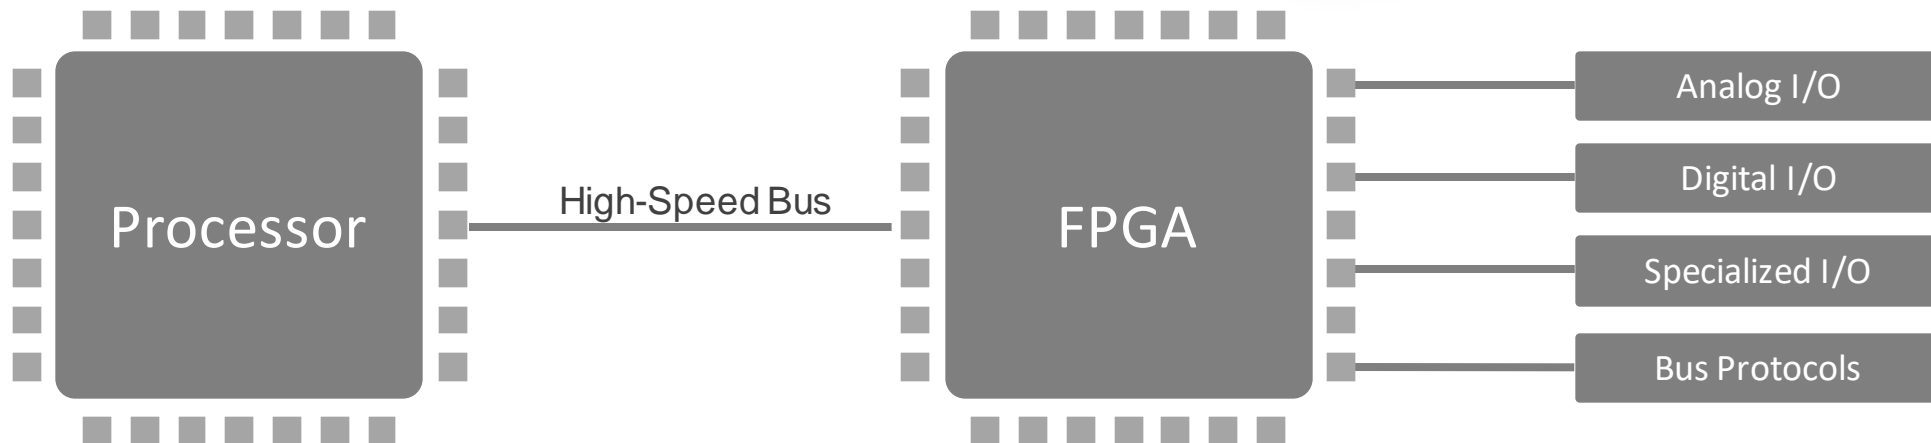 Processor
High-Speed Bus
FPGA
Analog I/O
Digital I/O
Specialized I/O
Bus Protocols